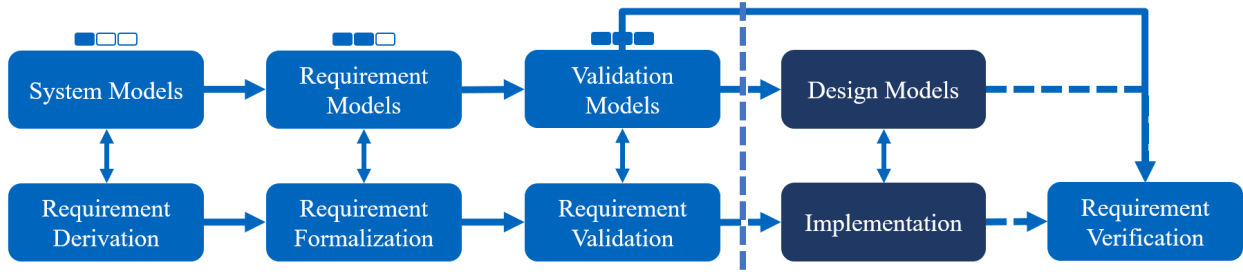 System Models
Requirement
Models
Validation
Models
Design Models
Requirement
Derivation
Requirement
Formalization
Requirement
Validation
Implementation
Requirement
Verification